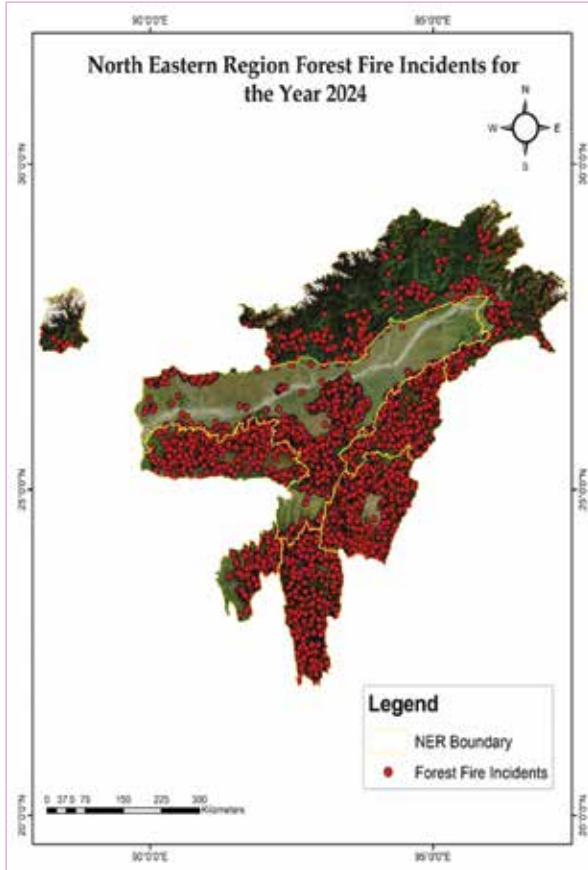 90°0'0"E 95°0'0"E
North Eastern Region Forest Fire Incidents for
the Year 2024
N
W E
S
30°0'0"N 30°0'0"N
25°0'0"N 25°0'0"N
Legend
NER Boundary
Forest Fire Incidents
0 37.5 75 150 225 300
Kilometers
20°0'0"N 20°0'0"N
90°0'0"E 95°0'0"E